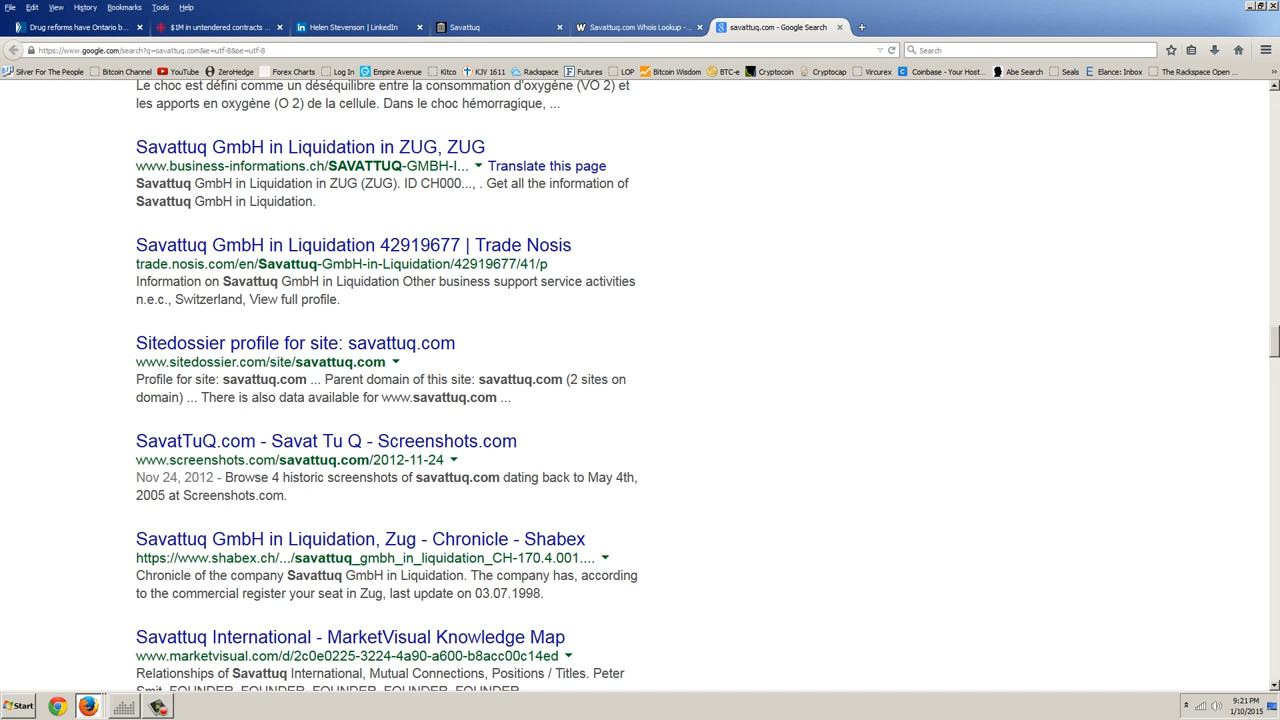 File Edit View History Bookmarks Tools Help
Drug reforms have Ontario b... × $1M in untendered contracts ... × Helen Stevenson | LinkedIn × Savattuq × Savattuq.com Whois Lookup - ... × savattuq.com - Google Search ×
https://www.google.com/search?q=savattuq.com&ie=utf-8&oe=utf-8 Search
Silver For The People Bitcoin Channel YouTube ZeroHedge Forex Charts Log In Empire Avenue Kitco KJV 1611 Rackspace Futures LOP Bitcoin Wisdom BTC-e Cryptocoin Cryptocap Vircurex Coinbase - Your Host... Abe Search Seals Elance: Inbox The Rackspace Open ...
Le choc est défini comme un déséquilibre entre la consommation d'oxygène (VO 2) et
les apports en oxygène (O 2) de la cellule. Dans le choc hémorragique, ...
Savattuq GmbH in Liquidation in ZUG, ZUG
www.business-informations.ch/SAVATTUQ-GMBH-I... Translate this page
Savattuq GmbH in Liquidation in ZUG (ZUG). ID CH000..., . Get all the information of
Savattuq GmbH in Liquidation.
Savattuq GmbH in Liquidation 42919677 | Trade Nosis
trade.nosis.com/en/Savattuq-GmbH-in-Liquidation/42919677/41/p
Information on Savattuq GmbH in Liquidation Other business support service activities
n.e.c., Switzerland, View full profile.
Sitedossier profile for site: savattuq.com
www.sitedossier.com/site/savattuq.com
Profile for site: savattuq.com ... Parent domain of this site: savattuq.com (2 sites on
domain) ... There is also data available for www.savattuq.com ...
SavatTuQ.com - Savat Tu Q - Screenshots.com
www.screenshots.com/savattuq.com/2012-11-24
Nov 24, 2012 - Browse 4 historic screenshots of savattuq.com dating back to May 4th,
2005 at Screenshots.com.
Savattuq GmbH in Liquidation, Zug - Chronicle - Shabex
https://www.shabex.ch/.../savattuq_gmbh_in_liquidation_CH-170.4.001....
Chronicle of the company Savattuq GmbH in Liquidation. The company has, according
to the commercial register your seat in Zug, last update on 03.07.1998.
Savattuq International - MarketVisual Knowledge Map
www.marketvisual.com/d/2c0e0225-3224-4a90-a600-b8acc00c14ed
Relationships of Savattuq International, Mutual Connections, Positions / Titles. Peter
Smit, FOUNDER, FOUNDER, FOUNDER, FOUNDER, FOUNDER
Start 9:21 PM
1/10/2015